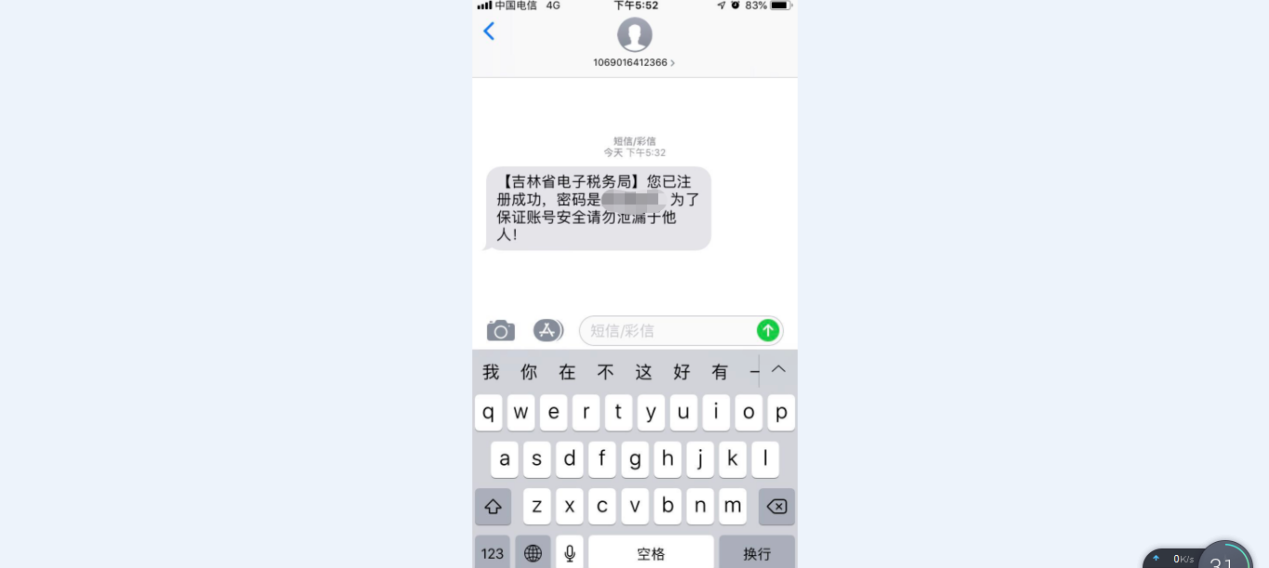 中国电信 4G 下午5:52 83%
1069016412366 >
短信/彩信
今天 下午5:32
【吉林省电子税务局】您已注
册成功，密码是 为了
保证账号安全请勿泄漏于他
人！
短信/彩信
我 你 在 不 这 好 有 一
q w e r t y u i o p
a s d f g h j k l
z x c v b n m
123 空格 换行
0K/s
31